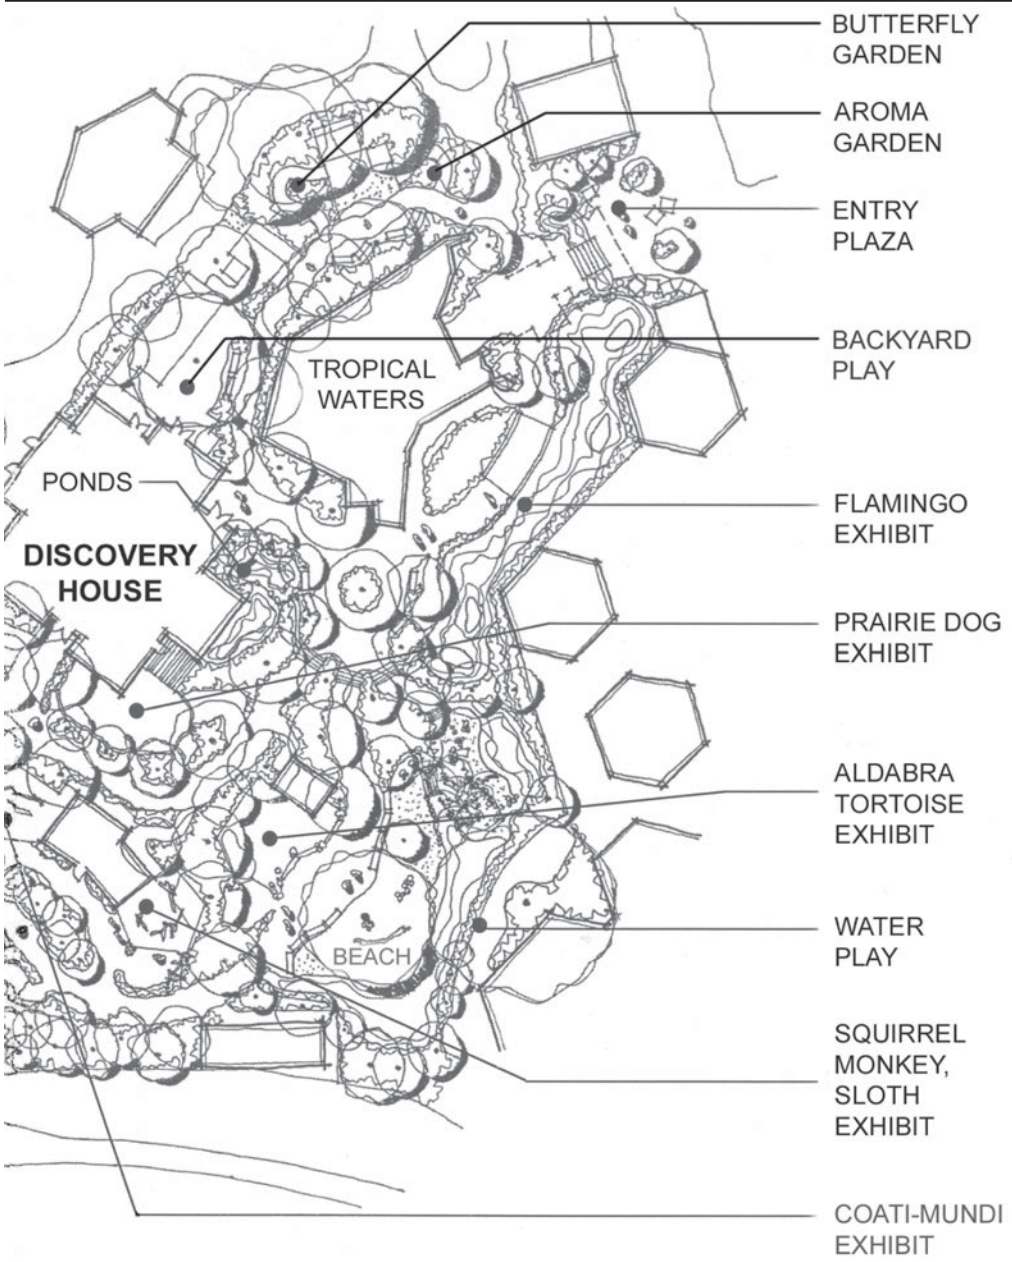 BUTTERFLY
GARDEN
AROMA
GARDEN
ENTRY
PLAZA
BACKYARD
PLAY
TROPICAL
WATERS
PONDS
FLAMINGO
EXHIBIT
DISCOVERY
HOUSE
PRAIRIE DOG
EXHIBIT
ALDABRA
TORTOISE
EXHIBIT
WATER
PLAY
BEACH
SQUIRREL
MONKEY,
SLOTH
EXHIBIT
COATI-MUNDI
EXHIBIT